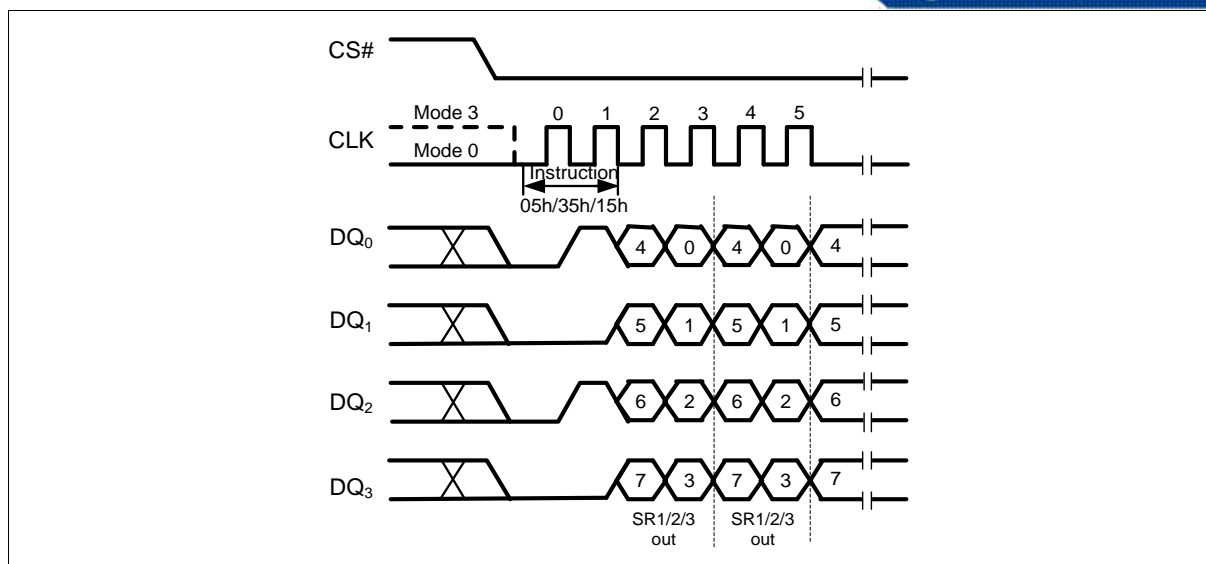 CS#
Mode 3
0 1 2 3 4 5
CLK
Mode 0
Instruction
05h/35h/15h
DQ0
4 0 4 0 4
DQ1
5 1 5 1 5
DQ2
6 2 6 2 6
DQ3
7 3 7 3 7
SR1/2/3 SR1/2/3
out out